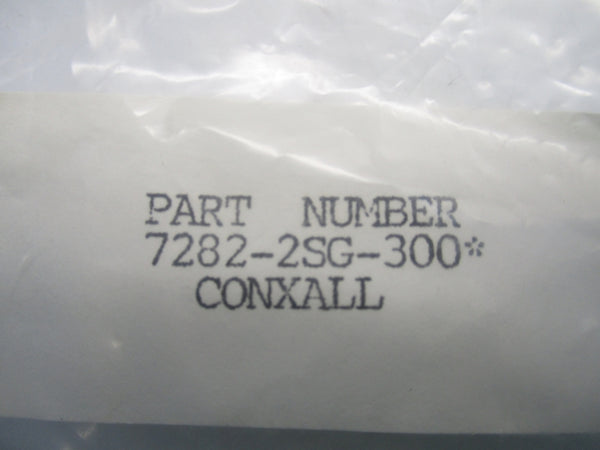 PART NUMBER
7282-2SG-300*
CONXALL